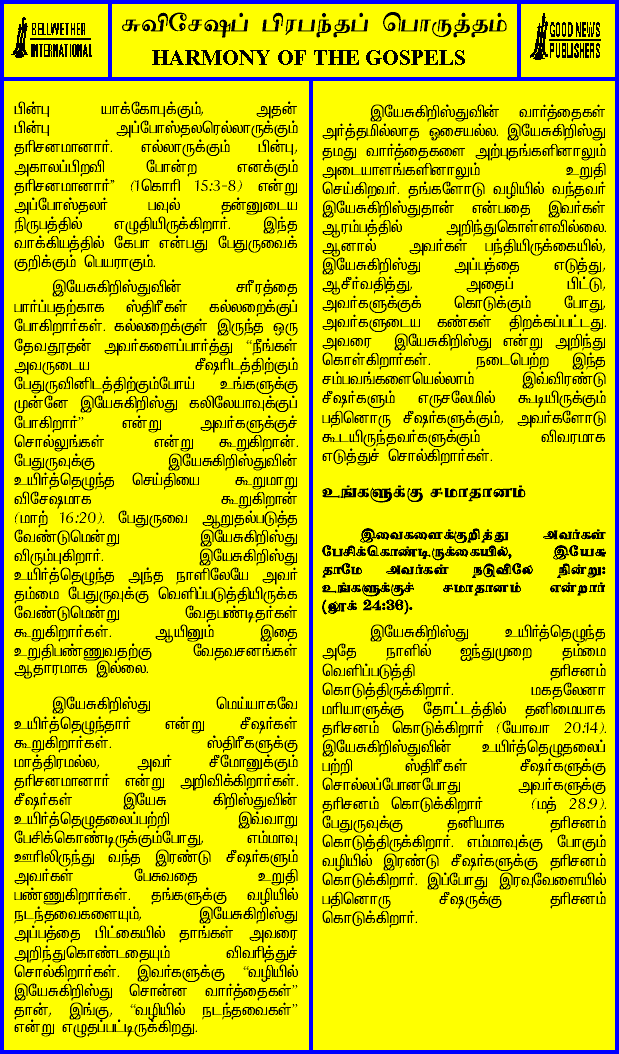 BELLWETHER
INTERNATIONAL
சுவிசேஷப் பிரபந்தப் பொருத்தம்
HARMONY OF THE GOSPELS
GOOD NEWS
PUBLISHERS
பின்பு யாக்கோபுக்கும், அதன்
பின்பு அப்போஸ்தலரெல்லாருக்கும்
தரிசனமானார். எல்லாருக்கும் பின்பு,
அகாலப்பிறவி போன்ற எனக்கும்
தரிசனமானார்” (1கொரி 15:3-8) என்று
அப்போஸ்தலர் பவுல் தன்னுடைய
நிருபத்தில் எழுதியிருக்கிறார். இந்த
வாக்கியத்தில் கேபா என்பது பேதுருவைக்
குறிக்கும் பெயராகும்.
இயேசுகிறிஸ்துவின் சரீரத்தை
பார்ப்பதற்காக ஸ்திரீகள் கல்லறைக்குப்
போகிறார்கள். கல்லறைக்குள் இருந்த ஒரு
தேவதூதன் அவர்களைப்பார்த்து “நீங்கள்
அவருடைய சீஷரிடத்திற்கும்
பேதுருவினிடத்திற்கும்போய் உங்களுக்கு
முன்னே இயேசுகிறிஸ்து கலிலேயாவுக்குப்
போகிறார்” என்று அவர்களுக்குச்
சொல்லுங்கள் என்று கூறுகிறான்.
பேதுருவுக்கு இயேசுகிறிஸ்துவின்
உயிர்த்தெழுந்த செய்தியை கூறுமாறு
விசேஷமாக கூறுகிறான்
(மாற் 16:20). பேதுருவை ஆறுதல்படுத்த
வேண்டுமென்று இயேசுகிறிஸ்து
விரும்புகிறார். இயேசுகிறிஸ்து
உயிர்த்தெழுந்த அந்த நாளிலேயே அவர்
தம்மை பேதுருவுக்கு வெளிப்படுத்தியிருக்க
வேண்டுமென்று வேதபண்டிதர்கள்
கூறுகிறார்கள். ஆயினும் இதை
உறுதிபண்ணுவதற்கு வேதவசனங்கள்
ஆதாரமாக இல்லை.
இயேசுகிறிஸ்து மெய்யாகவே
உயிர்த்தெழுந்தார் என்று சீஷர்கள்
கூறுகிறார்கள். ஸ்திரீகளுக்கு
மாத்திரமல்ல, அவர் சீமோனுக்கும்
தரிசனமானார் என்று அறிவிக்கிறார்கள்.
சீஷர்கள் இயேசு கிறிஸ்துவின்
உயிர்த்தெழுதலைப்பற்றி இவ்வாறு
பேசிக்கொண்டிருக்கும்போது, எம்மாவு
ஊரிலிருந்து வந்த இரண்டு சீஷர்களும்
அவர்கள் பேசுவதை உறுதி
பண்ணுகிறார்கள். தங்களுக்கு வழியில்
நடந்தவைகளையும், இயேசுகிறிஸ்து
அப்பத்தை பிட்கையில் தாங்கள் அவரை
அறிந்துகொண்டதையும் விவரித்துச்
சொல்கிறார்கள். இவர்களுக்கு “வழியில்
இயேசுகிறிஸ்து சொன்ன வார்த்தைகள்”
தான், இங்கு, “வழியில் நடந்தவைகள்”
என்று எழுதப்பட்டிருக்கிறது.
இயேசுகிறிஸ்துவின் வார்த்தைகள்
அர்த்தமில்லாத ஓசையல்ல. இயேசுகிறிஸ்து
தமது வார்த்தைகளை அற்புதங்களினாலும்
அடையாளங்களினாலும் உறுதி
செய்கிறவர். தங்களோடு வழியில் வந்தவர்
இயேசுகிறிஸ்துதான் என்பதை இவர்கள்
ஆரம்பத்தில் அறிந்துகொள்ளவில்லை.
ஆனால் அவர்கள் பந்தியிருக்கையில்,
இயேசுகிறிஸ்து அப்பத்தை எடுத்து,
ஆசீர்வதித்து, அதைப் பிட்டு,
அவர்களுக்குக் கொடுக்கும் போது,
அவர்களுடைய கண்கள் திறக்கப்பட்டது.
அவரை இயேசுகிறிஸ்து என்று அறிந்து
கொள்கிறார்கள். நடைபெற்ற இந்த
சம்பவங்களையெல்லாம் இவ்விரண்டு
சீஷர்களும் எருசலேமில் கூடியிருக்கும்
பதினொரு சீஷர்களுக்கும், அவர்களோடு
கூடயிருந்தவர்களுக்கும் விவரமாக
எடுத்துச் சொல்கிறார்கள்.
உங்களுக்கு சமாதானம்
இவைகளைக்குறித்து அவர்கள்
பேசிக்கொண்டிருக்கையில், இயேசு
தாமே அவர்கள் நடுவிலே நின்று:
உங்களுக்குச் சமாதானம் என்றார்
(லூக் 24:36).
இயேசுகிறிஸ்து உயிர்த்தெழுந்த
அதே நாளில் ஐந்துமுறை தம்மை
வெளிப்படுத்தி தரிசனம்
கொடுத்திருக்கிறார். மகதலேனா
மரியாளுக்கு தோட்டத்தில் தனிமையாக
தரிசனம் கொடுக்கிறார் (யோவா 20:14).
இயேசுகிறிஸ்துவின் உயிர்த்தெழுதலைப்
பற்றி ஸ்திரீகள் சீஷர்களுக்கு
சொல்லப்போனபோது அவர்களுக்கு
தரிசனம் கொடுக்கிறார் (மத் 28:9).
பேதுருவுக்கு தனியாக தரிசனம்
கொடுத்திருக்கிறார். எம்மாவுக்கு போகும்
வழியில் இரண்டு சீஷர்களுக்கு தரிசனம்
கொடுக்கிறார். இப்போது இரவுவேளையில்
பதினொரு சீஷருக்கு தரிசனம்
கொடுக்கிறார்.